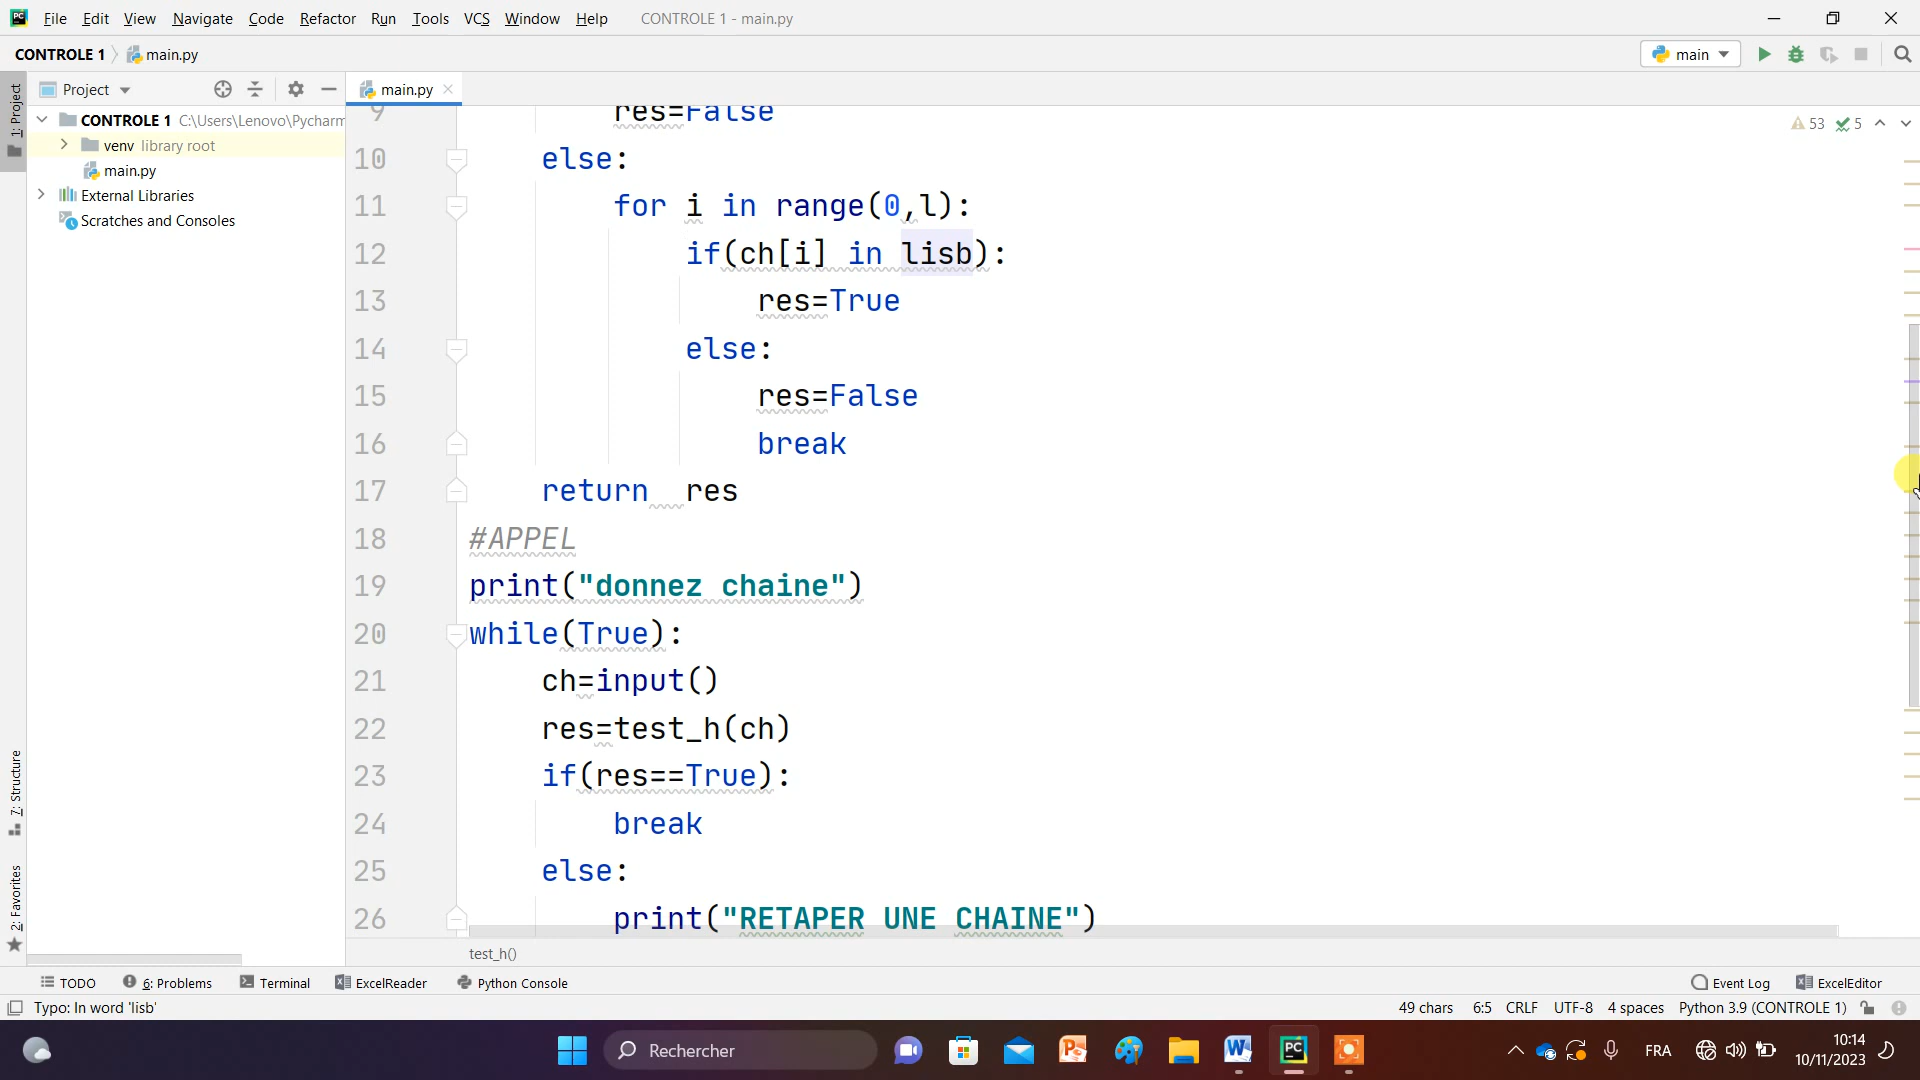 File Edit View Navigate Code Refactor Run Tools VCS Window Help CONTROLE 1 - main.py
CONTROLE 1 main.py main
Project main.py
1: Project
CONTROLE 1 C:\Users\Lenovo\Pycharm
venv library root
main.py
External Libraries
Scratches and Consoles
7: Structure
2: Favorites
53 5
9 res=False
10 else:
11 for i in range(0,l):
12 if(ch[i] in lisb):
13 res=True
14 else:
15 res=False
16 break
17 return  res
18 #APPEL
19 print("donnez chaine")
20 while(True):
21 ch=input()
22 res=test_h(ch)
23 if(res==True):
24 break
25 else:
26 print("RETAPER UNE CHAINE")
test_h()
TODO 6: Problems Terminal ExcelReader Python Console Event Log ExcelEditor
Typo: In word 'lisb' 49 chars 6:5 CRLF UTF-8 4 spaces Python 3.9 (CONTROLE 1)
Rechercher FRA 10:14
10/11/2023